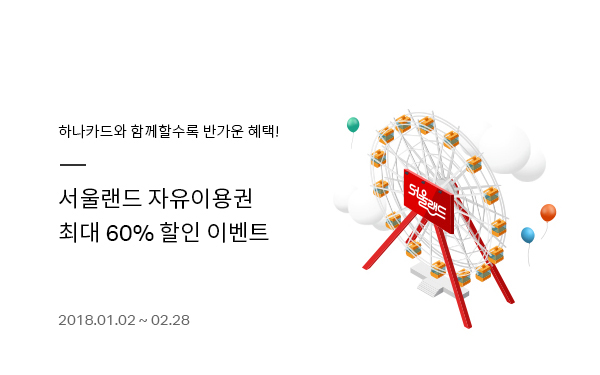 하나카드와 함께할수록 반가운 혜택!
서울랜드 자유이용권
최대 60% 할인 이벤트
서울랜드
2018.01.02 ~ 02.28